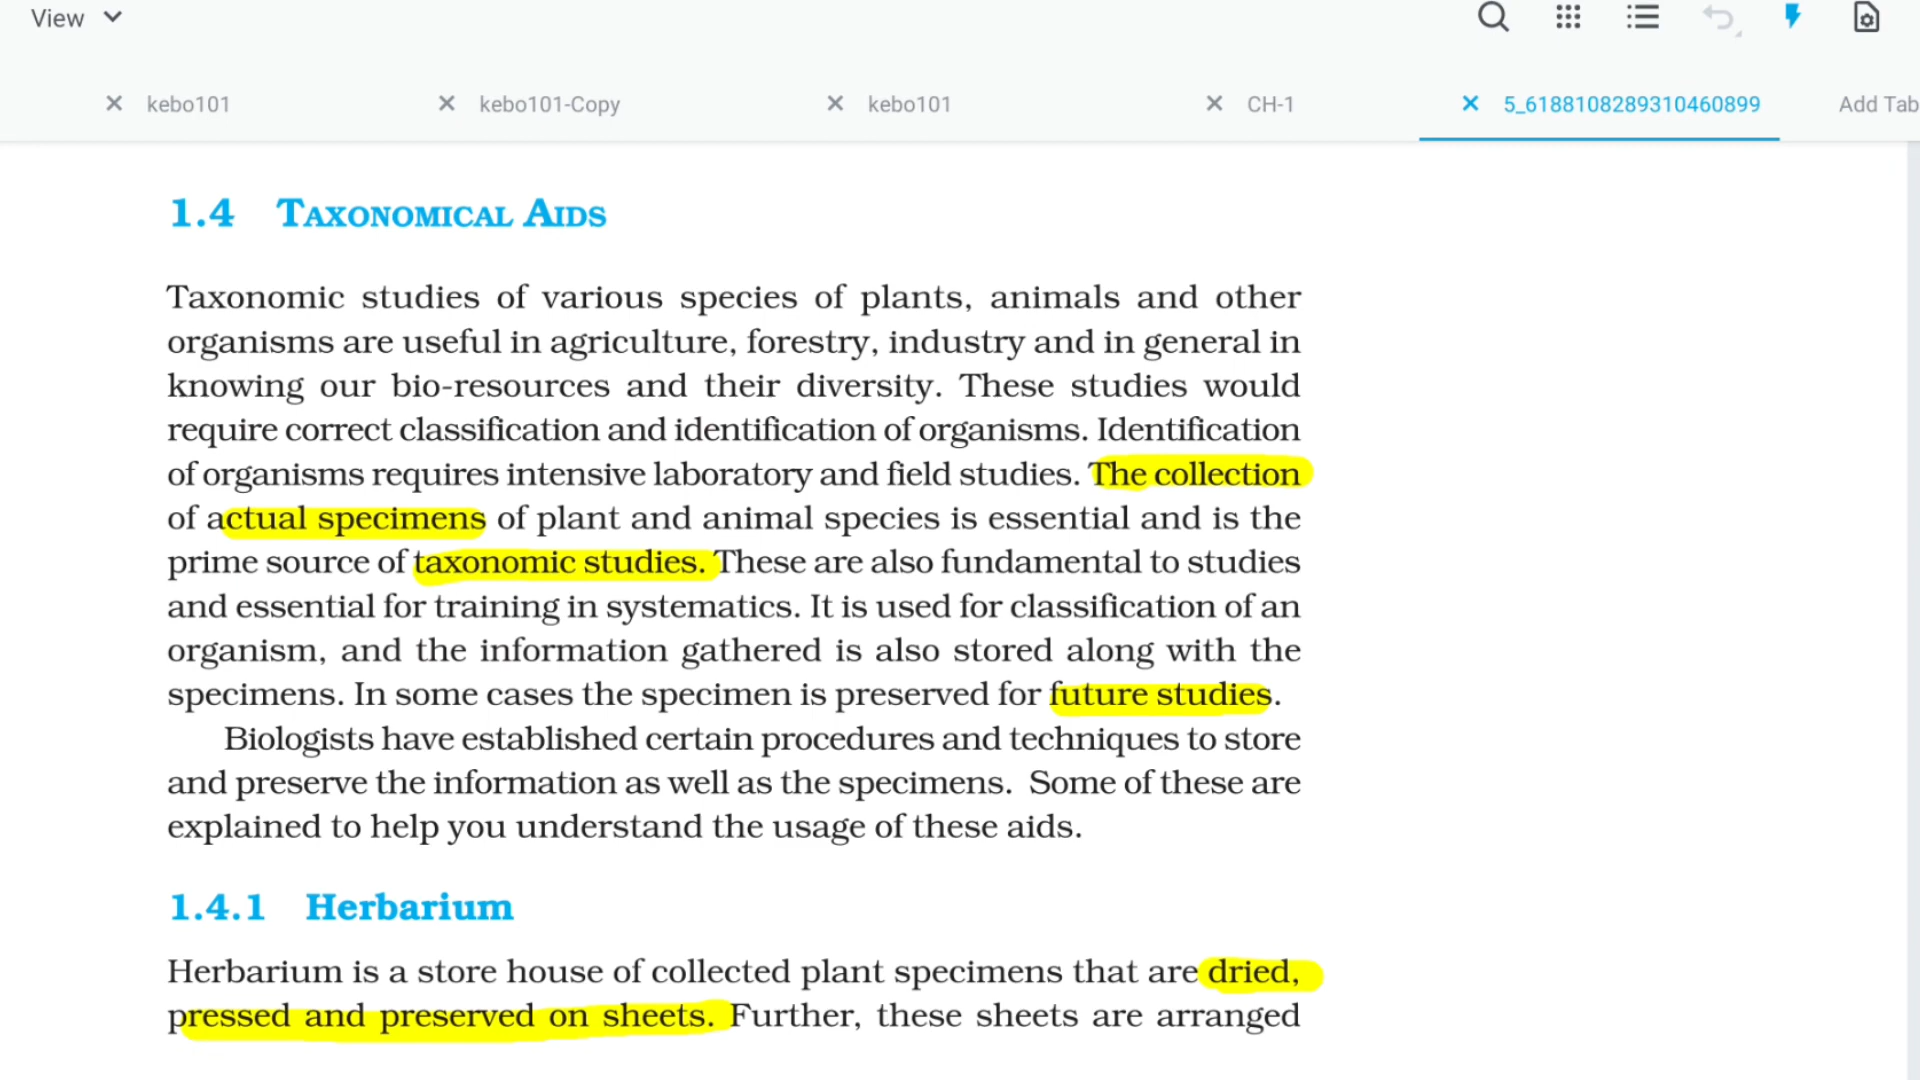 View
kebo101
kebo101-Copy
kebo101
CH-1
5_6188108289310460899
Add Tab
1.4 TAXONOMICAL AIDS
Taxonomic studies of various species of plants, animals and other
organisms are useful in agriculture, forestry, industry and in general in
knowing our bio-resources and their diversity. These studies would
require correct classification and identification of organisms. Identification
of organisms requires intensive laboratory and field studies. The collection
of actual specimens of plant and animal species is essential and is the
prime source of taxonomic studies. These are also fundamental to studies
and essential for training in systematics. It is used for classification of an
organism, and the information gathered is also stored along with the
specimens. In some cases the specimen is preserved for future studies.
Biologists have established certain procedures and techniques to store
and preserve the information as well as the specimens. Some of these are
explained to help you understand the usage of these aids.
1.4.1 Herbarium
Herbarium is a store house of collected plant specimens that are dried,
pressed and preserved on sheets. Further, these sheets are arranged